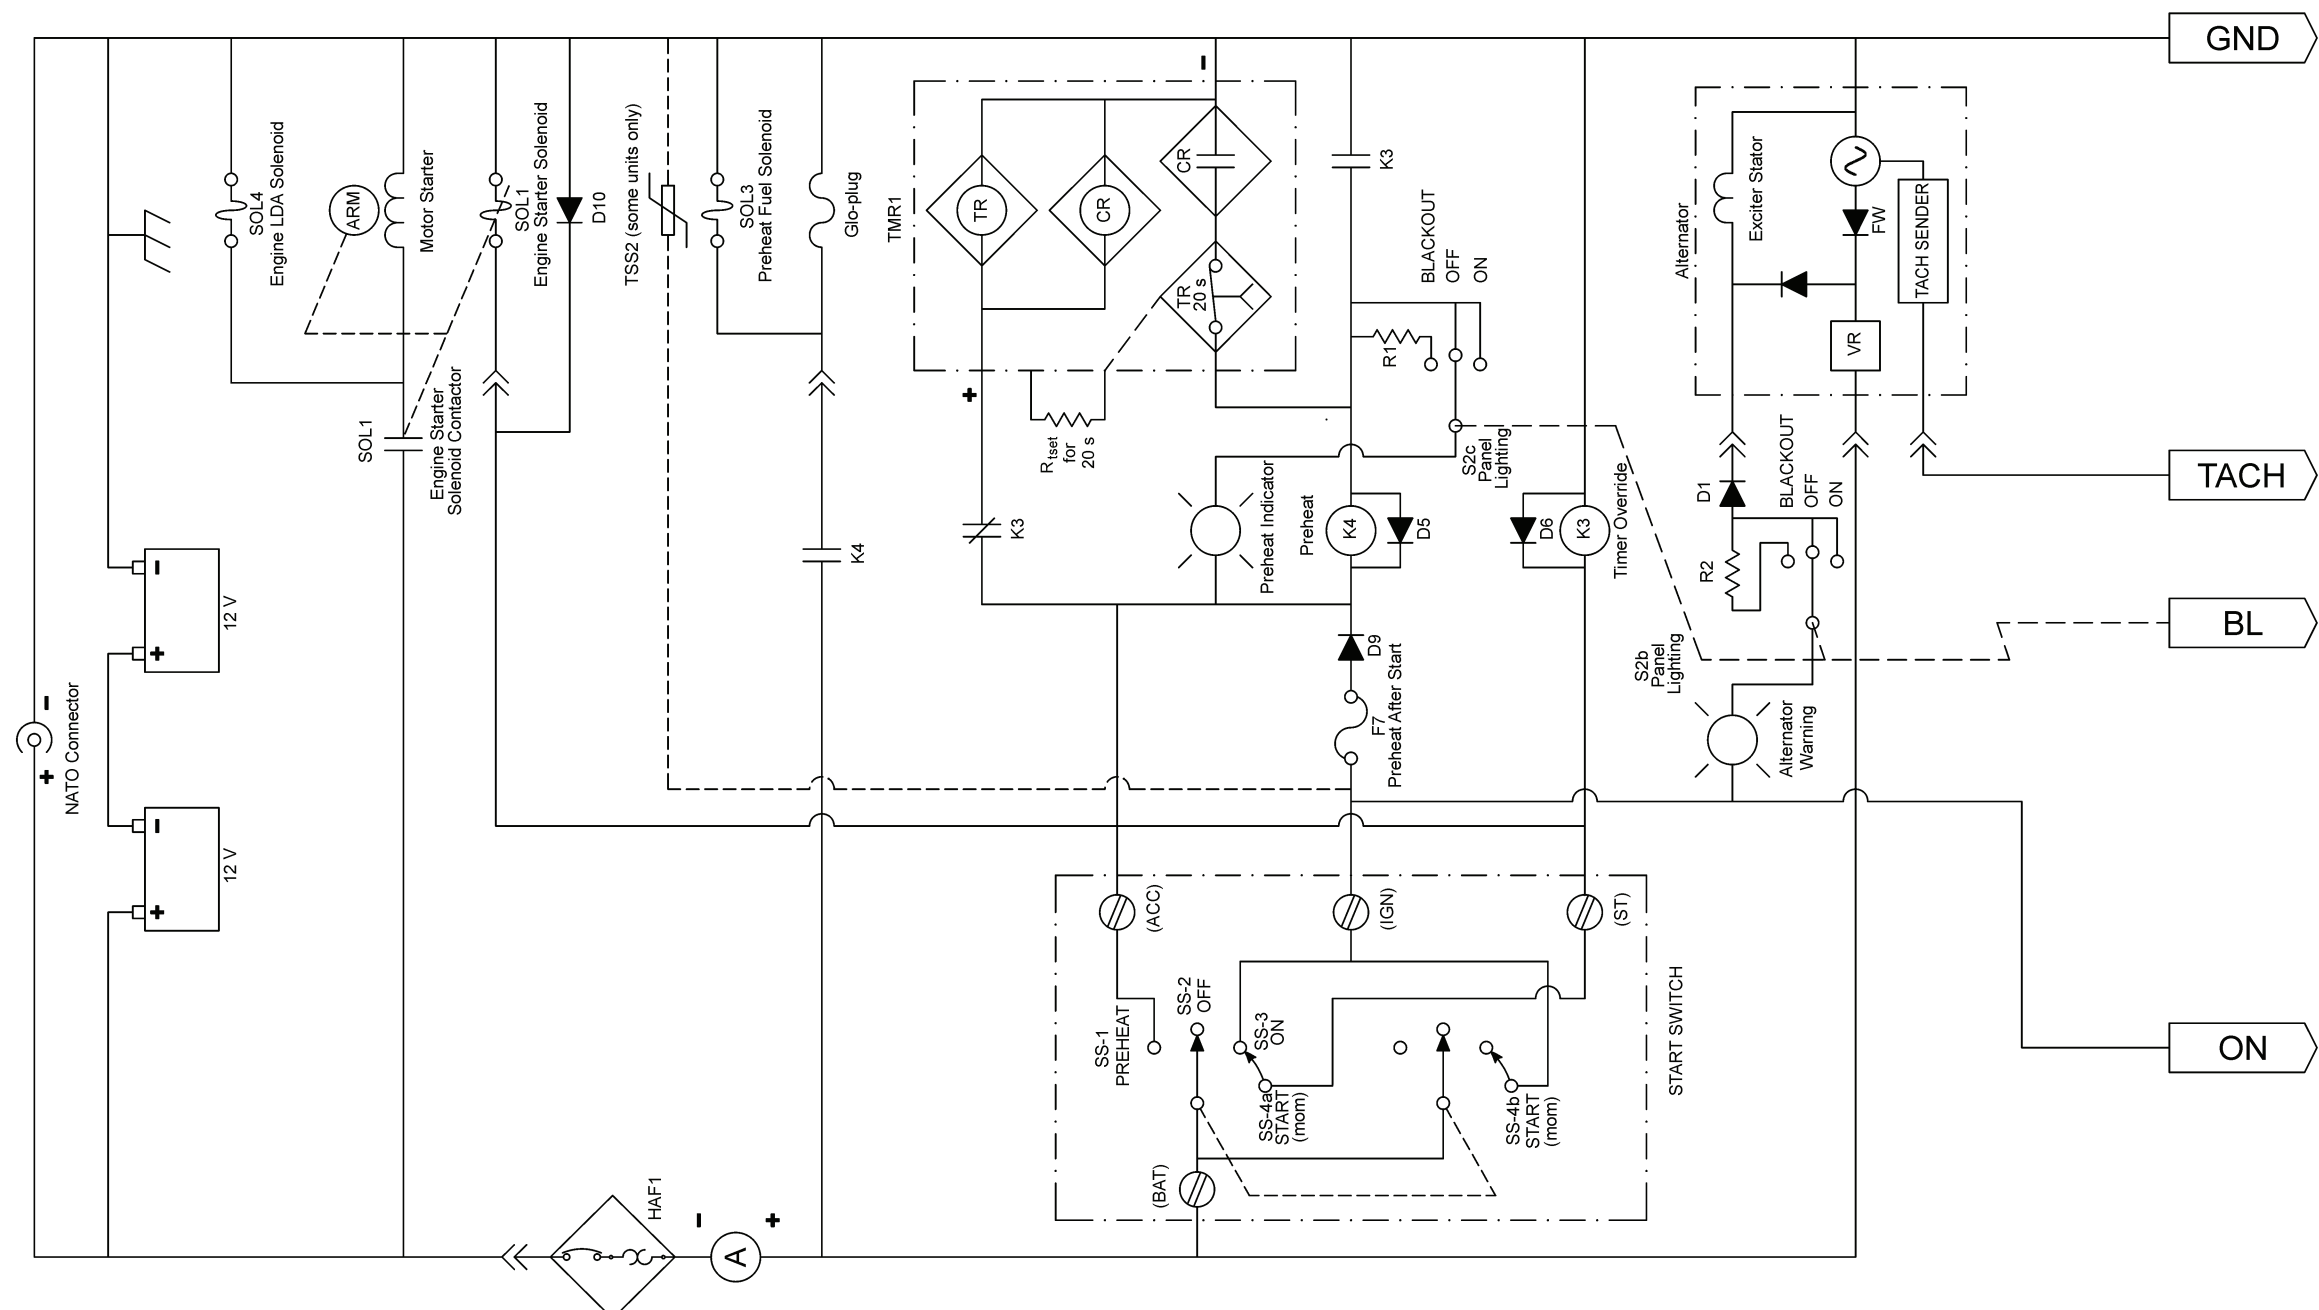 GND
SOL4
Engine LDA Solenoid
ARM
Motor Starter
SOL1
Engine Starter Solenoid
D10
TSS2 (some units only)
SOL3
Preheat Fuel Solenoid
Glo-plug
TMR1
TR
CR
CR
TR
20 s
-
K3
BLACKOUT
OFF
ON
R1
Alternator
Exciter Stator
FW
TACH SENDER
VR
SOL1
Engine Starter
Solenoid Contactor
+
Rtset
for
20 s
S2c
Panel
Lighting
TACH
K3
K4
Preheat Indicator
Preheat
K4
D5
D6
K3
Timer Override
D1
BLACKOUT
OFF
ON
R2
-
12 V
+
BL
-
+
NATO Connector
D9
F7
Preheat After Start
S2b
Panel
Lighting
Alternator
Warning
-
12 V
+
(ACC)
(IGN)
(ST)
SS-1
PREHEAT
SS-2
OFF
SS-3
ON
SS-4a
START
(mom)
SS-4b
START
(mom)
START SWITCH
ON
(BAT)
HAF1
-
+
A